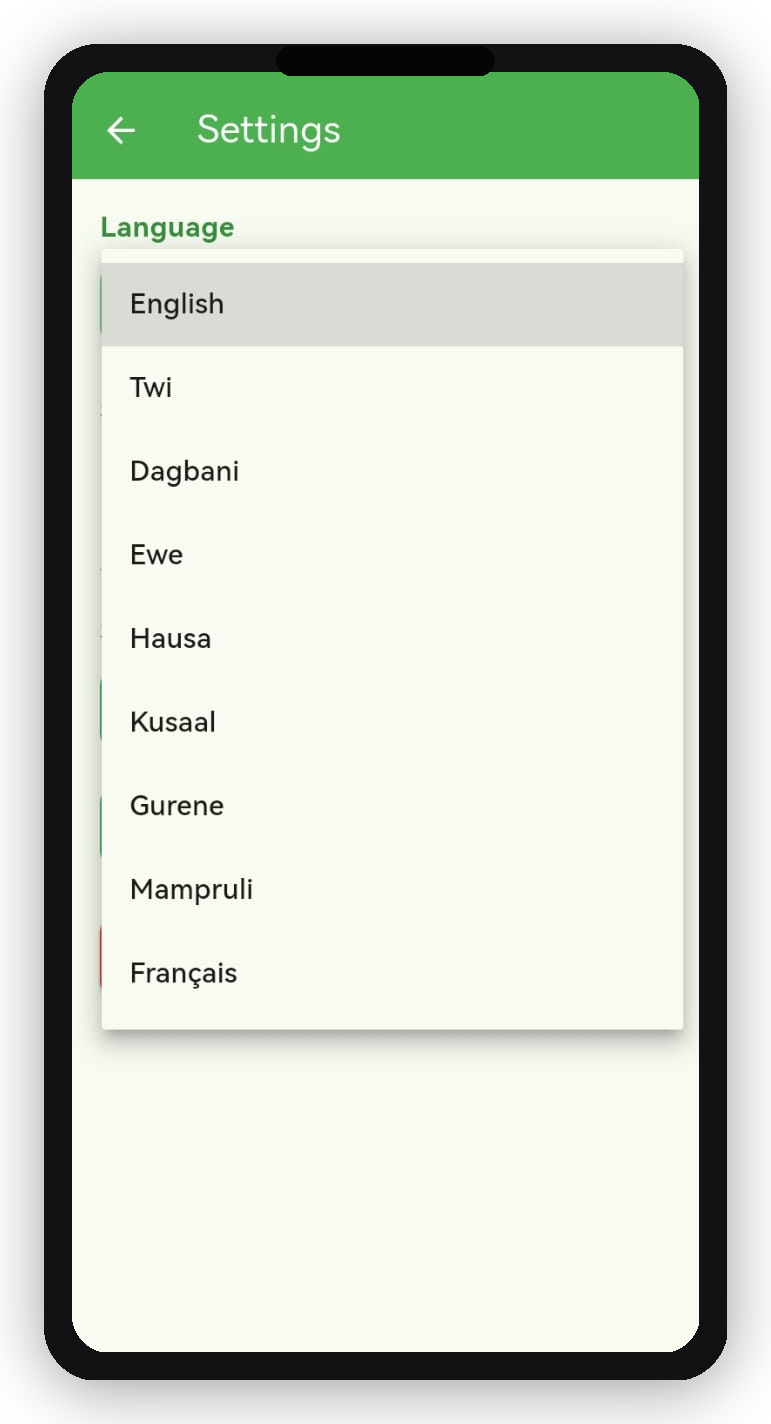 Settings
Language
English
Twi
Dagbani
Ewe
Hausa
Kusaal
Gurene
Mampruli
Français